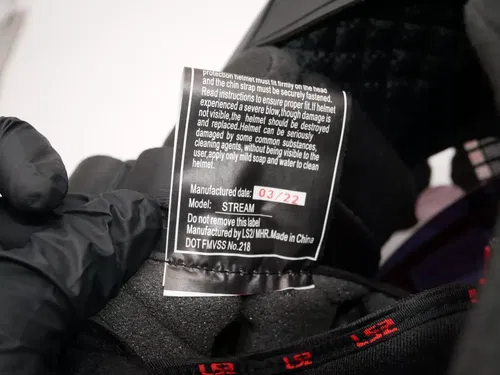 protection helmet must fit firmly on the head
and the chin strap must be securely fastened.
Read instructions to ensure proper fit.If helmet
experienced a severe blow,though damage is
not visible,the helmet should be destroyed
and replaced.Helmet can be seriously
damaged by some common substances,
cleaning agents, without being visible to the
user,apply only mild soap and water to clean
helmet.
Manufactured date: 03/22
Model: STREAM
Do not remove this label
Manufactured by LS2/ MHR.Made in China
DOT FMVSS No.218
LS2 LS2 LS2